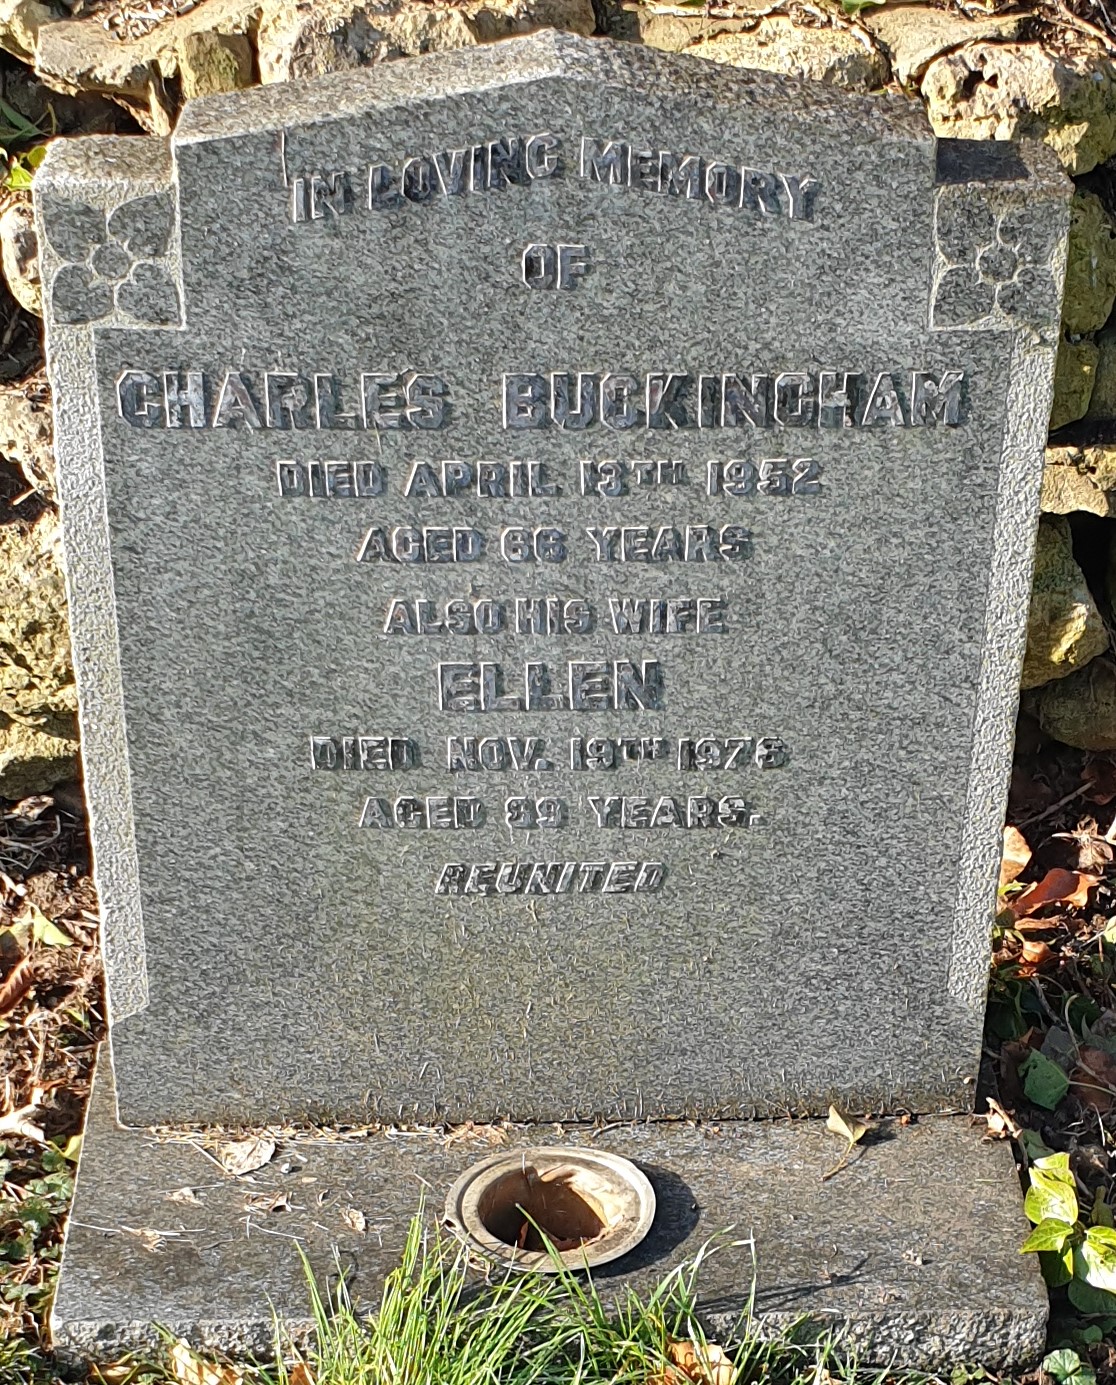 IN LOVING MEMORY
OF
CHARLES BUCKINGHAM
DIED APRIL 13TH 1952
AGED 66 YEARS
ALSO HIS WIFE
ELLEN
DIED NOV. 19TH
AGED 89 YEARS.
REUNITED